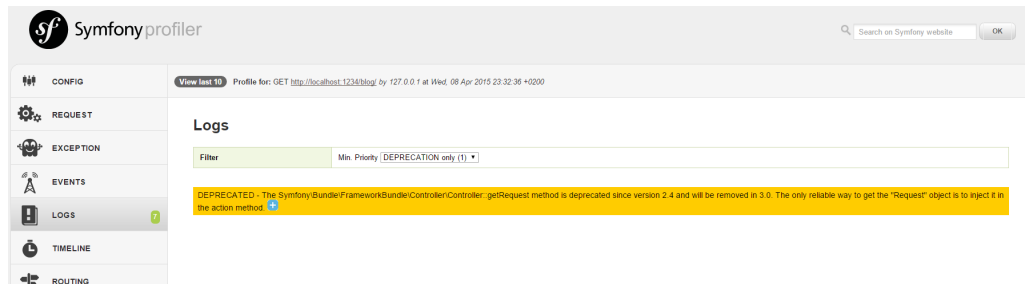 Symfony profiler
Search on Symfony website
OK
CONFIG
View last 10 Profile for: GET http://localhost:1234/blog/ by 127.0.0.1 at Wed, 08 Apr 2015 23:32:36 +0200
REQUEST
Logs
EXCEPTION
Filter Min. Priority DEPRECATION only (1)
EVENTS
DEPRECATED - The Symfony\Bundle\FrameworkBundle\Controller\Controller::getRequest method is deprecated since version 2.4 and will be removed in 3.0. The only reliable way to get the "Request" object is to inject it in
the action method.
LOGS 7
TIMELINE
ROUTING